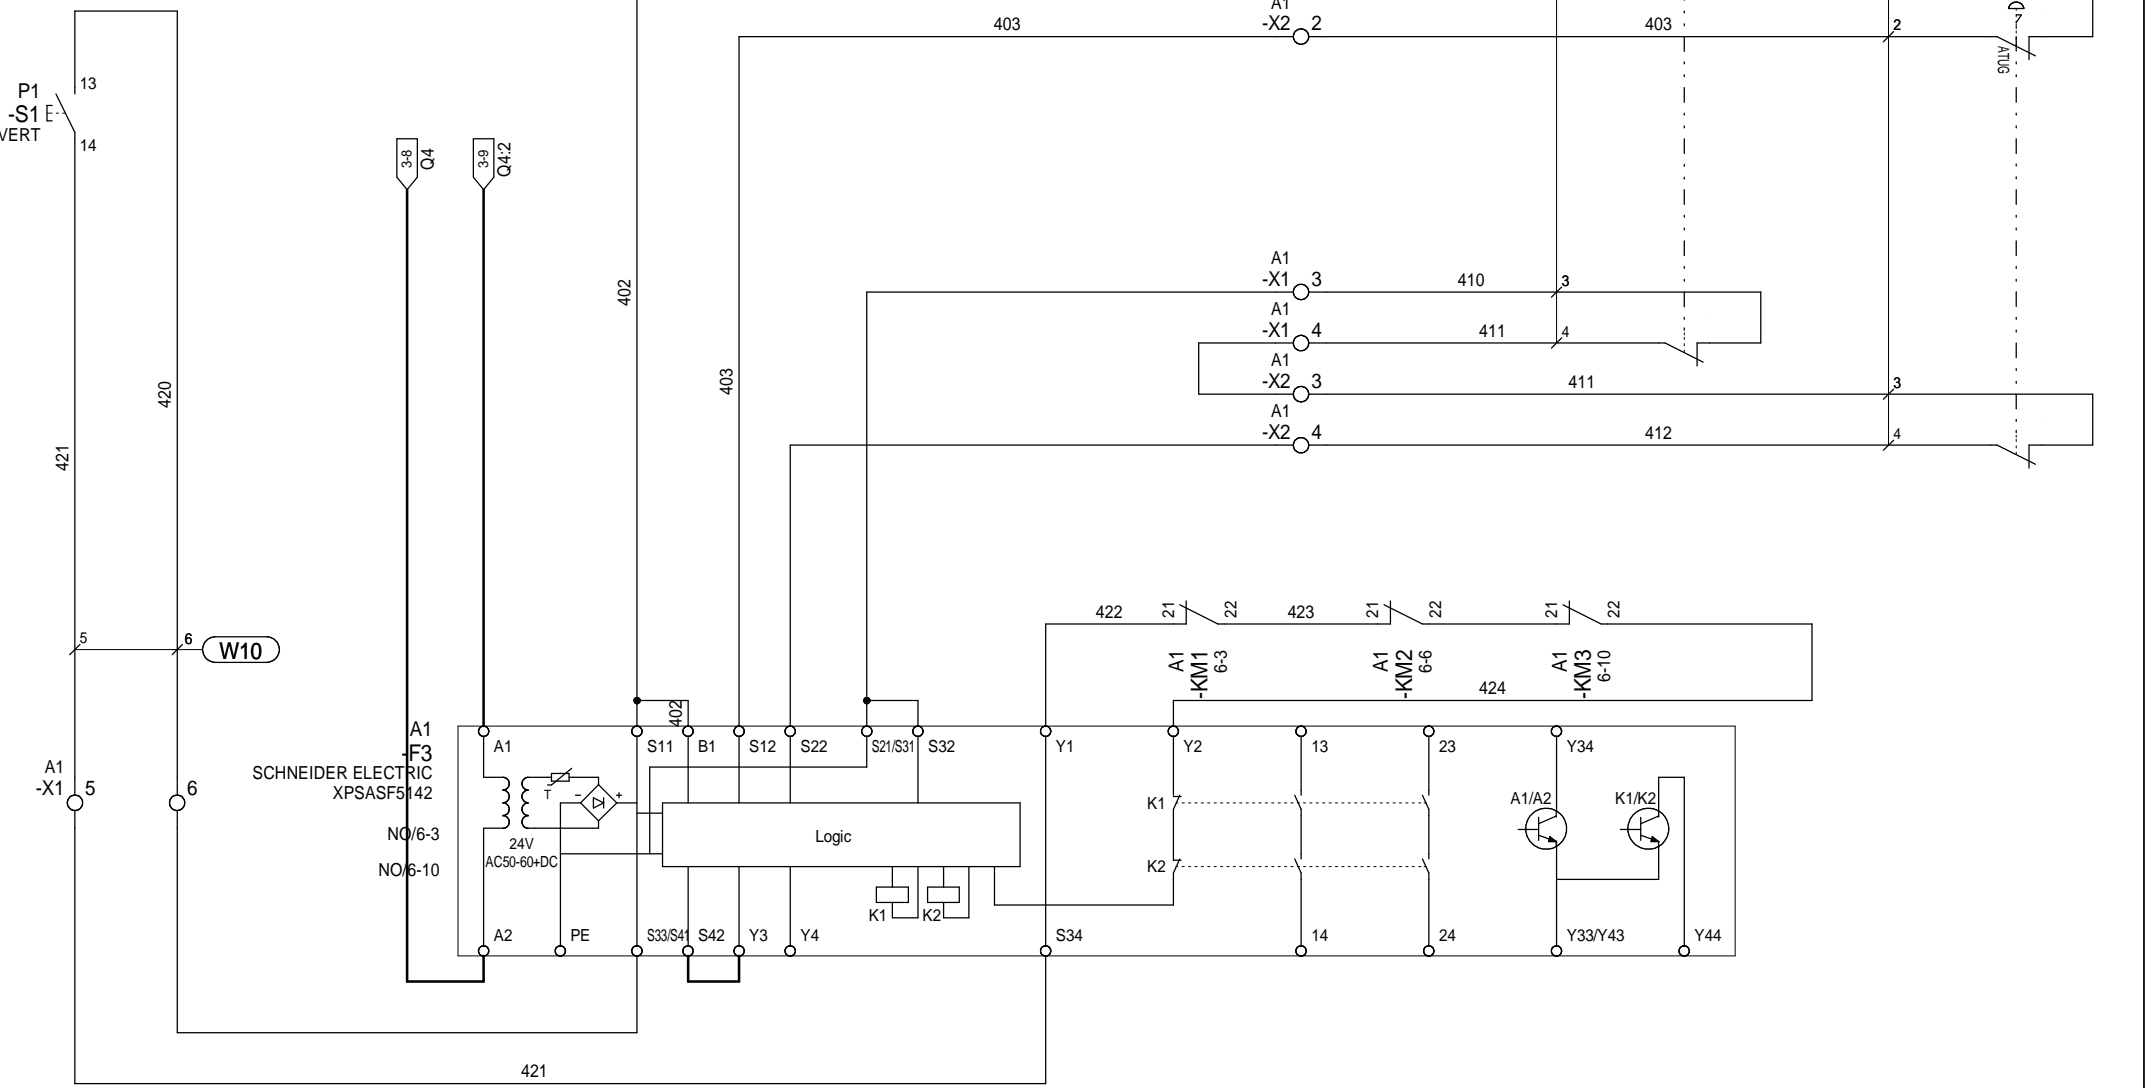 A1
-X2 2
403
403
2
ATUG
13
P1
-S1
VERT
14
3-8
Q4
3-9
Q4:2
A1
-X1 3
410
3
402
A1
-X1 4
411
4
A1
-X2 3
411
3
403
420
A1
-X2 4
412
4
421
422
21
22
423
21
22
21
22
5
6
W10
A1
-KM1
6-3
A1
-KM2
6-6
A1
-KM3
6-10
424
402
A1
-F3
SCHNEIDER ELECTRIC
XPSASF5142
NO/6-3
NO/6-10
A1
-X1 5
6
A1
S11
B1
S12
S22
S21/S31
S32
Y1
Y2
13
23
Y34
T
-
+
24V
AC50-60+DC
Logic
K1
A1/A2
K1/K2
K2
K1
K2
A2
PE
S33/S41
S42
Y3
Y4
S34
14
24
Y33/Y43
Y44
421